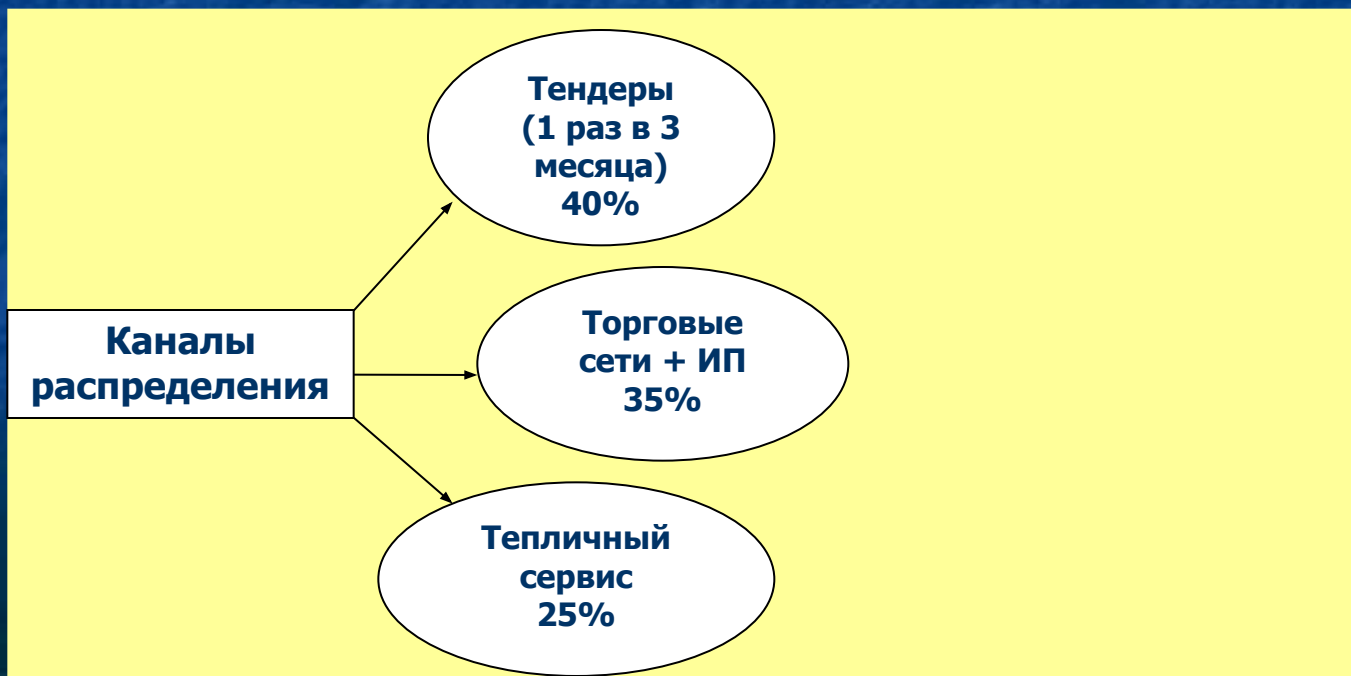 Тендеры
(1 раз в 3
месяца)
40%
Каналы
распределения
Торговые
сети + ИП
35%
Тепличный
сервис
25%